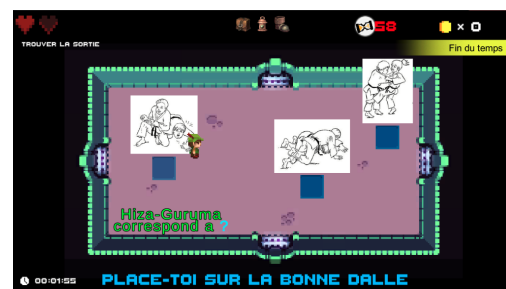 58
× 0
TROUVER LA SORTIE
Fin du temps
Hiza-Guruma
correspond a ?
00:01:55
PLACE-TOI SUR LA BONNE DALLE